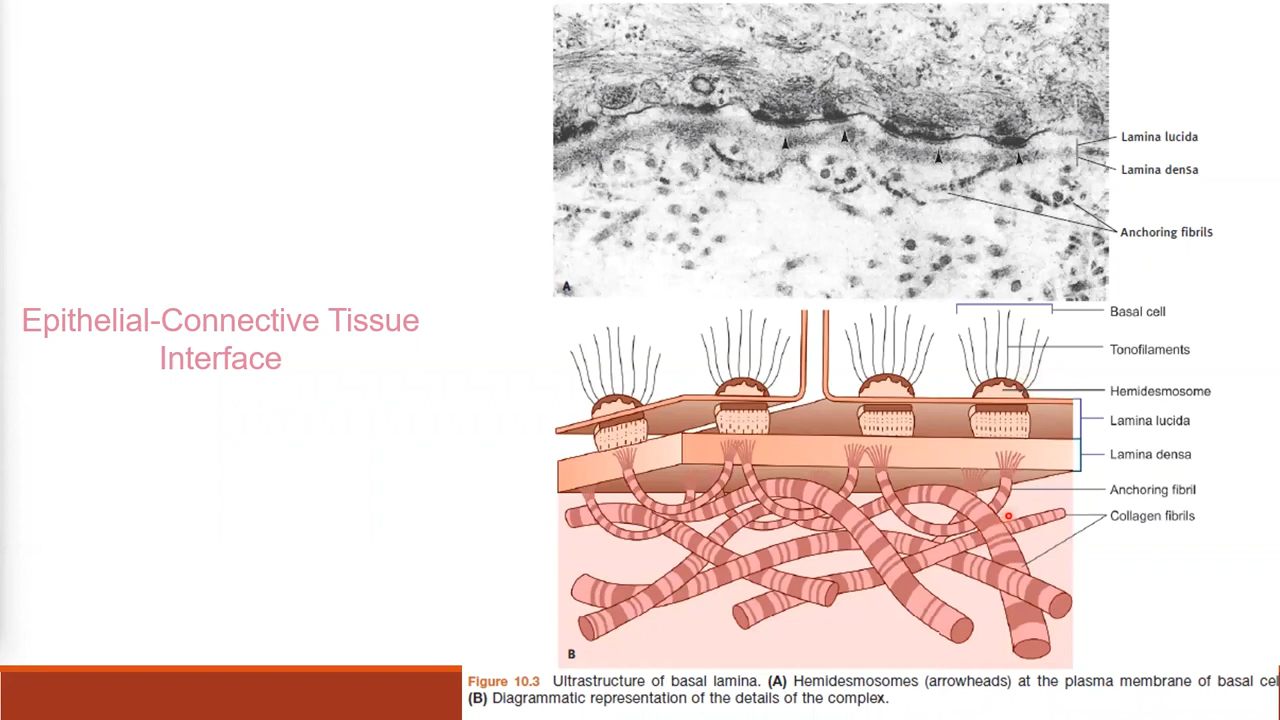 Epithelial-Connective Tissue
Interface
Lamina lucida
Lamina densa
Anchoring fibrils
A
Basal cell
Tonofilaments
Hemidesmosome
Lamina lucida
Lamina densa
Anchoring fibril
Collagen fibrils
B
Figure 10.3 Ultrastructure of basal lamina. (A) Hemidesmosomes (arrowheads) at the plasma membrane of basal cel
(B) Diagrammatic representation of the details of the complex.